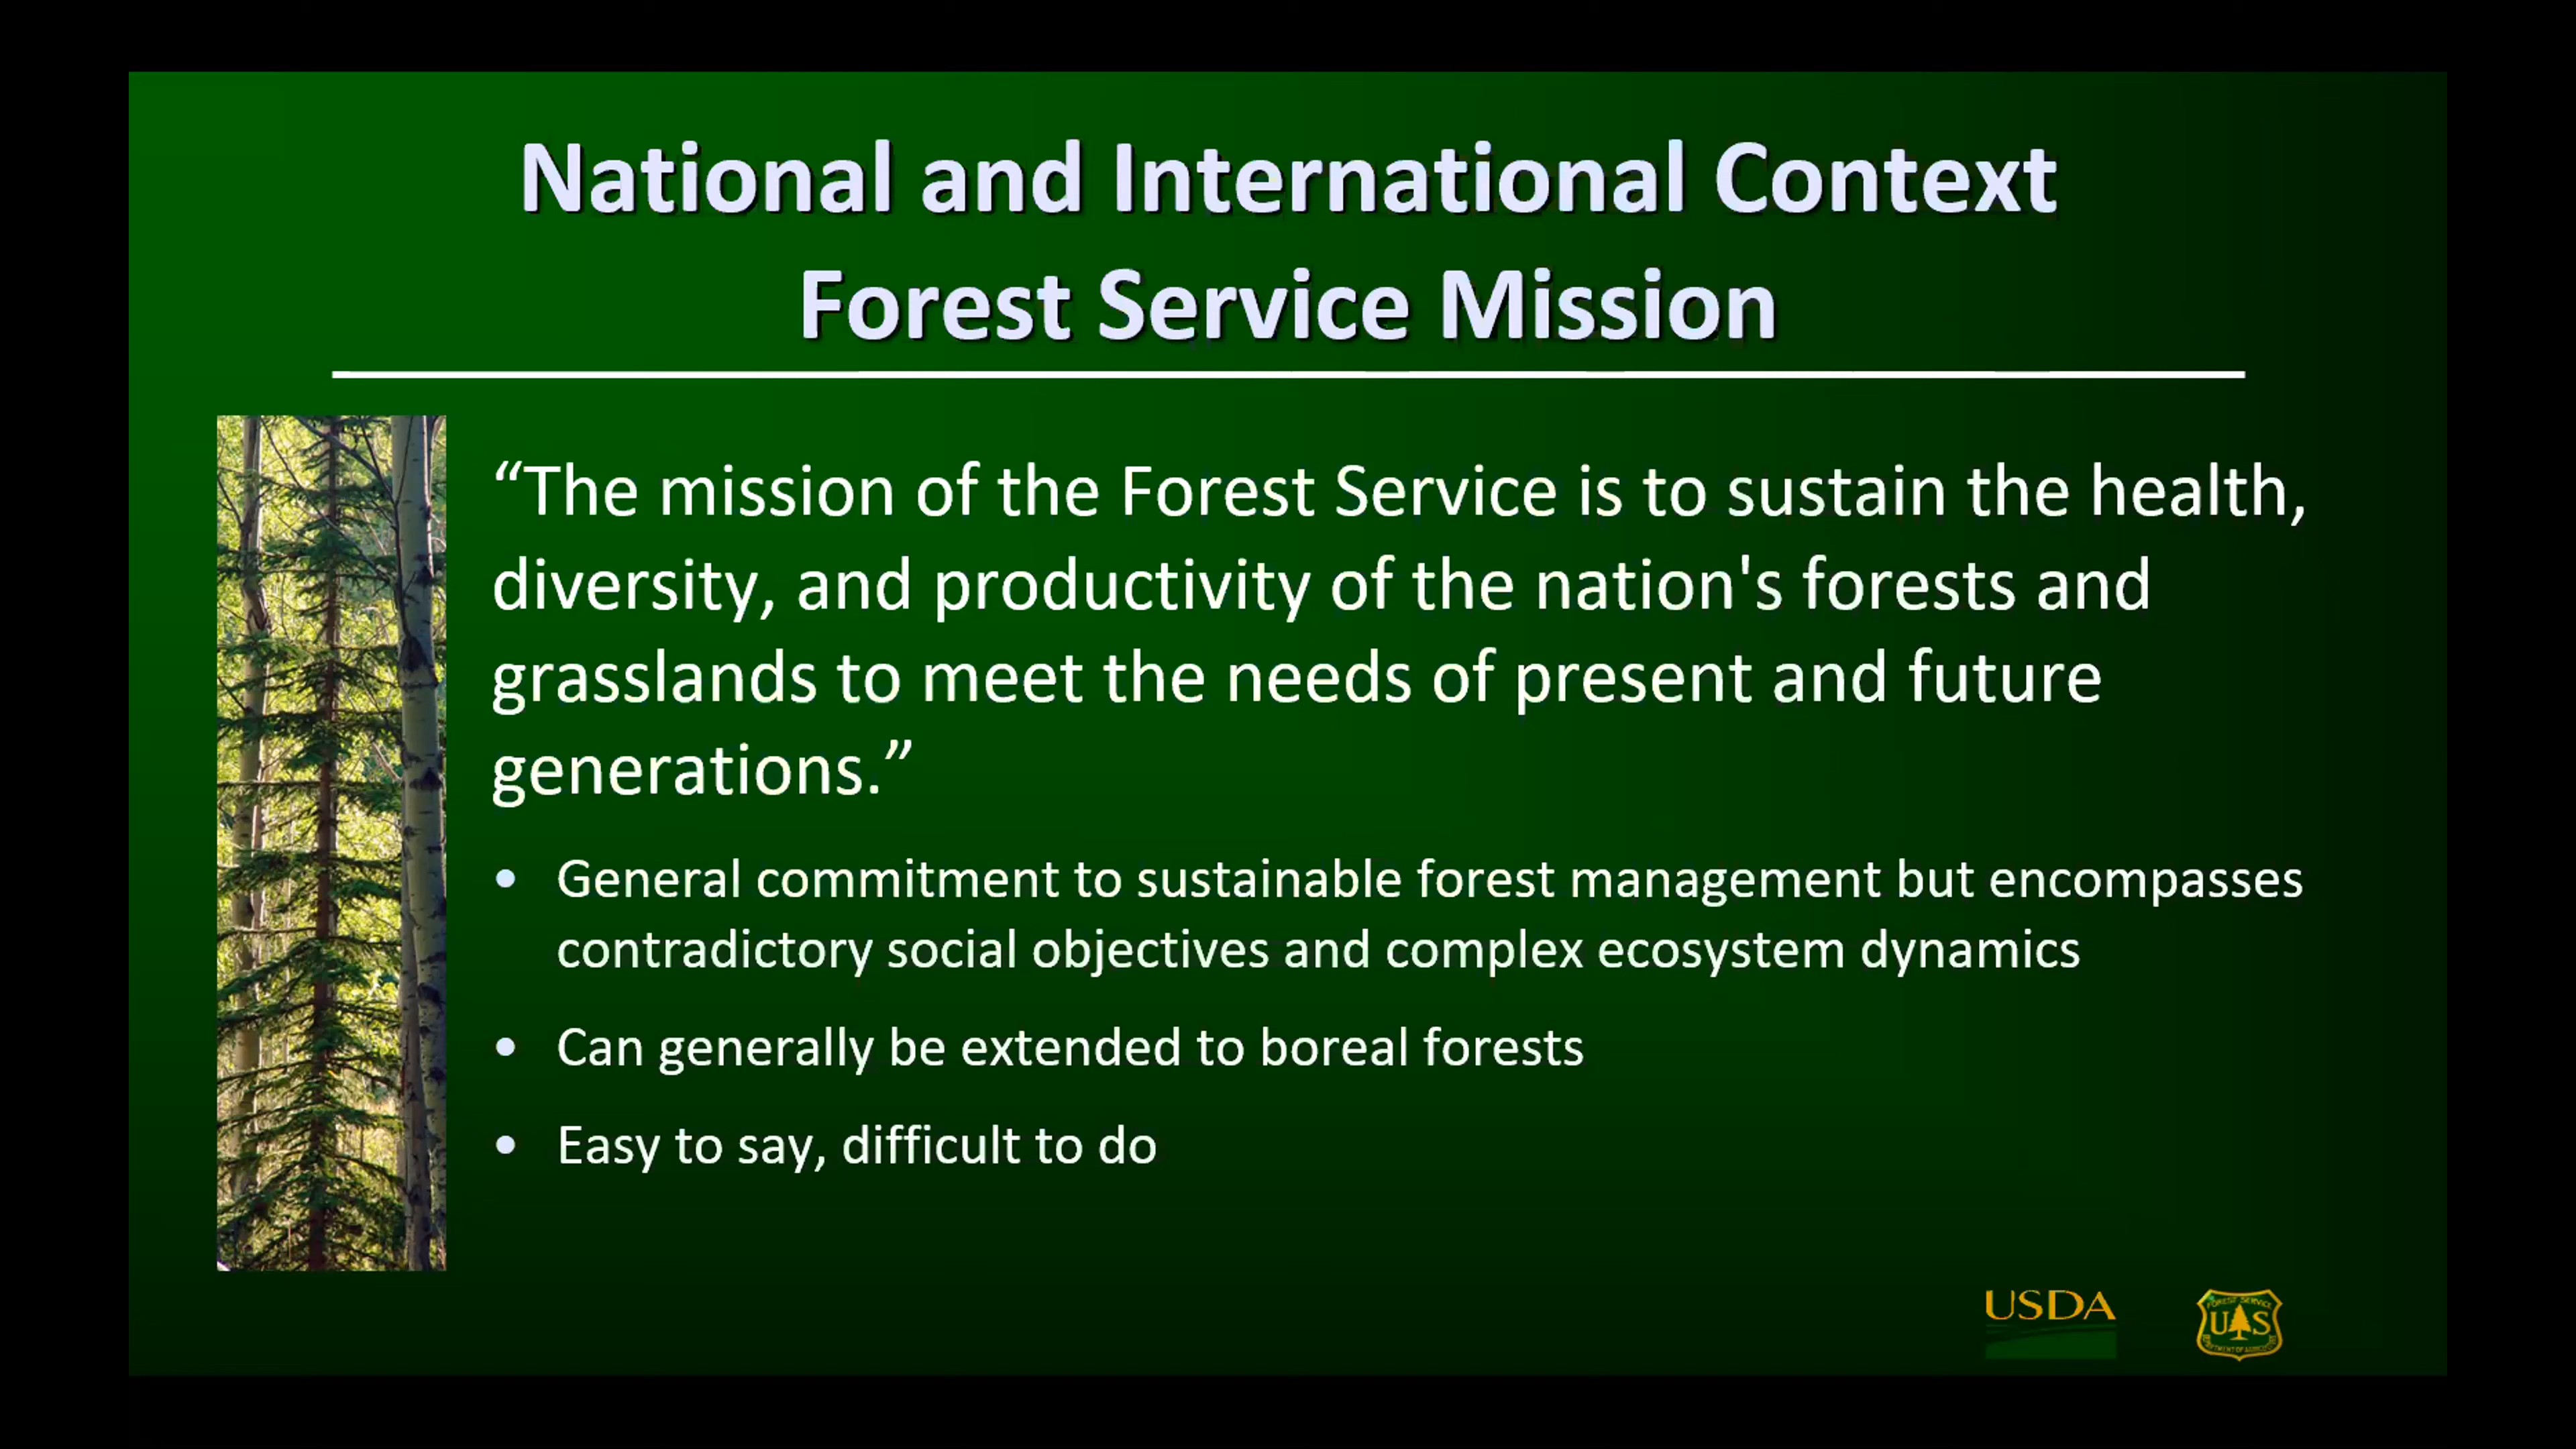 National and International Context
Forest Service Mission
“The mission of the Forest Service is to sustain the health,
diversity, and productivity of the nation's forests and
grasslands to meet the needs of present and future
generations.”
• General commitment to sustainable forest management but encompasses
contradictory social objectives and complex ecosystem dynamics
• Can generally be extended to boreal forests
• Easy to say, difficult to do
USDA
FOREST SERVICE
UAS